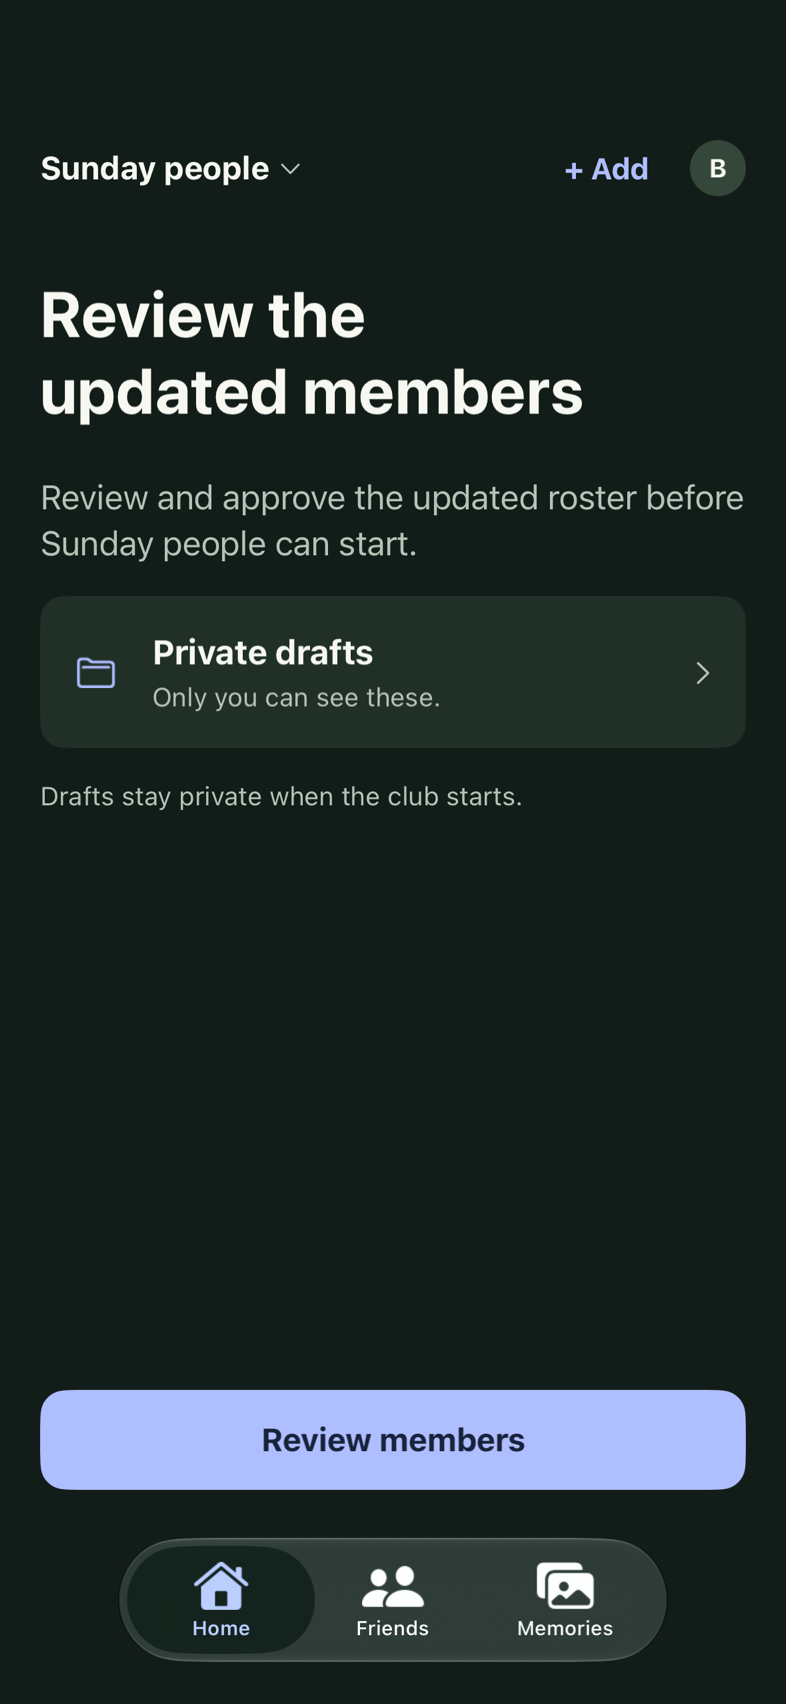 Sunday people
+ Add
B
Review the
updated members
Review and approve the updated roster before
Sunday people can start.
Private drafts
Only you can see these.
Drafts stay private when the club starts.
Review members
Home
Friends
Memories